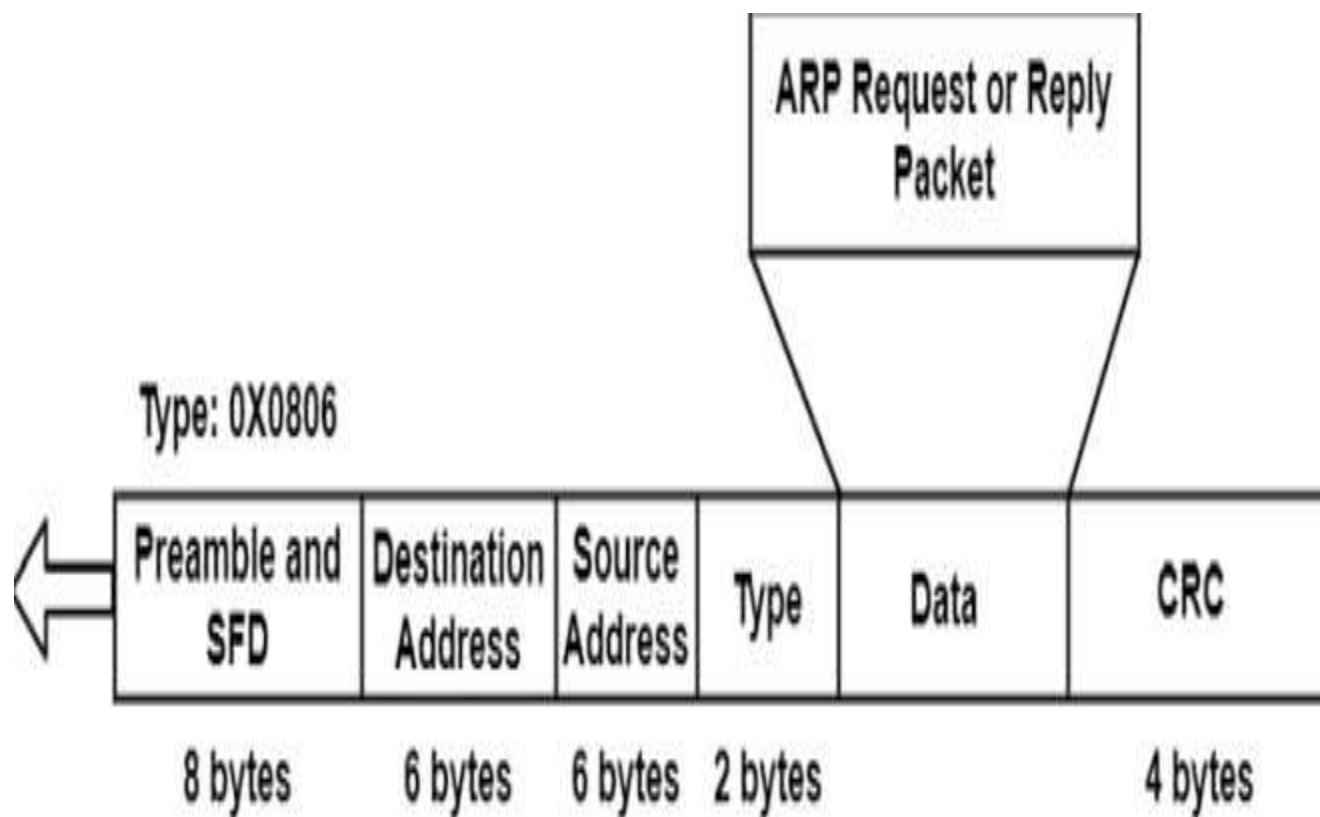 ARP Request or Reply
Packet
Type: 0X0806
Preamble and
SFD
Destination
Address
Source
Address
Type
Data
CRC
8 bytes
6 bytes
6 bytes
2 bytes
4 bytes